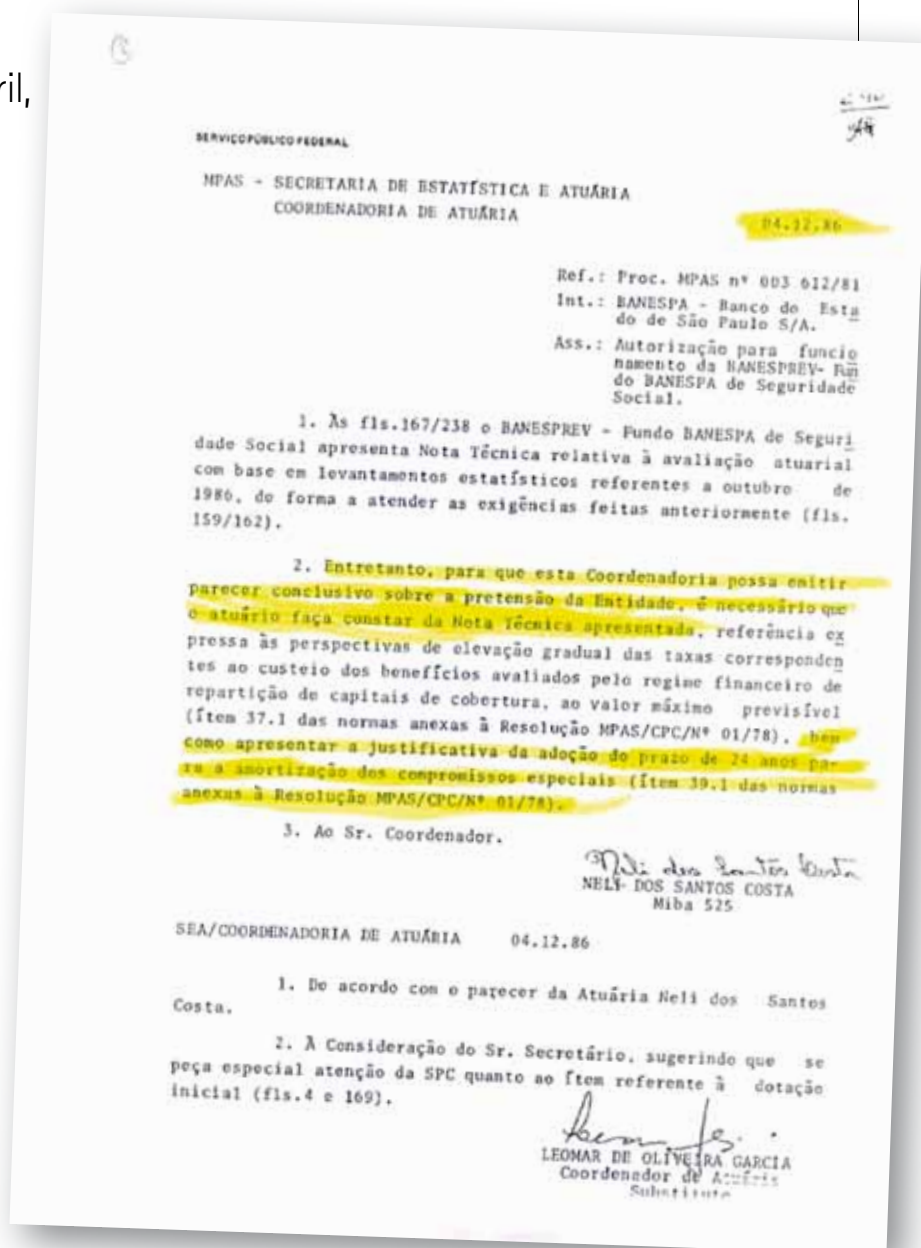 ril,
SERVIÇO PÚBLICO FEDERAL
MPAS - SECRETARIA DE ESTATÍSTICA E ATUÁRIA
COORDENADORIA DE ATUÁRIA
04.12.86
Ref.: Proc. MPAS nº 003 612/81
Int.: BANESPA - Banco do Esta
do de São Paulo S/A.
Ass.: Autorização para funcio
namento da BANESPREV- Fun
do BANESPA de Seguridade
Social.
1. Às fls.167/238 o BANESPREV - Fundo BANESPA de Seguri
dade Social apresenta Nota Técnica relativa à avaliação atuarial
com base em levantamentos estatísticos referentes a outubro de
1986, de forma a atender as exigências feitas anteriormente (fls.
159/162).
2. Entretanto, para que esta Coordenadoria possa emitir
parecer conclusivo sobre a pretensão da Entidade, é necessário que
o atuário faça constar da Nota Técnica apresentada, referência ex
pressa às perspectivas de elevação gradual das taxas corresponden
tes ao custeio dos benefícios avaliados pelo regime financeiro de
repartição de capitais de cobertura, ao valor máximo previsível
(Ítem 37.1 das normas anexas à Resolução MPAS/CPC/Nº 01/78), bem
como apresentar a justificativa da adoção do prazo de 24 anos pa-
ra a amortização dos compromissos especiais (Ítem 39.1 das normas
anexas à Resolução MPAS/CPC/Nº 01/78).
3. Ao Sr. Coordenador.
Neli dos Santos Costa
NELI DOS SANTOS COSTA
Miba 525
SEA/COORDENADORIA DE ATUÁRIA 04.12.86
1. De acordo com o parecer da Atuária Neli dos Santos
Costa.
2. À Consideração do Sr. Secretário, sugerindo que se
peça especial atenção da SPC quanto ao Ítem referente à dotação
inicial (fls.4 e 169).
LEOMAR DE OLIVEIRA GARCIA
Coordenador de Atuária
Substituto